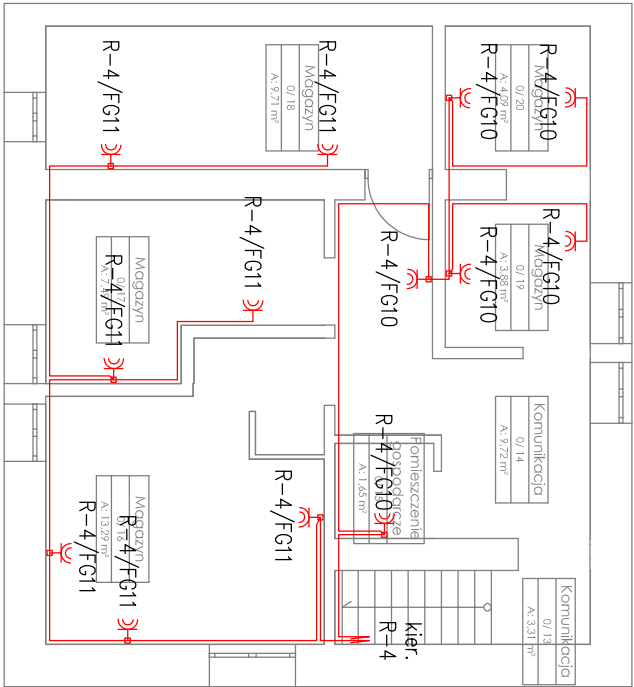 R-4/FG11
Magazyn
0/18
A: 9,71 m²
R-4/FG11
R-4/FG10
Magazyn
0/20
A: 4,09 m²
R-4/FG10
R-4/FG11
R-4/FG10
R-4/FG10
Magazyn
0/19
A: 3,88 m²
R-4/FG10
Magazyn
0/17
R-4/FG11
Komunikacja
0/14
A: 9,72 m²
R-4/FG10
Pomieszczenie
gospodarcze
A: 1,65 m²
R-4/FG11
Magazyn
0/16
A: 13,29 m²
R-4/FG11
R-4/FG11
Komunikacja
0/13
A: 3,31 m²
kier.
R-4